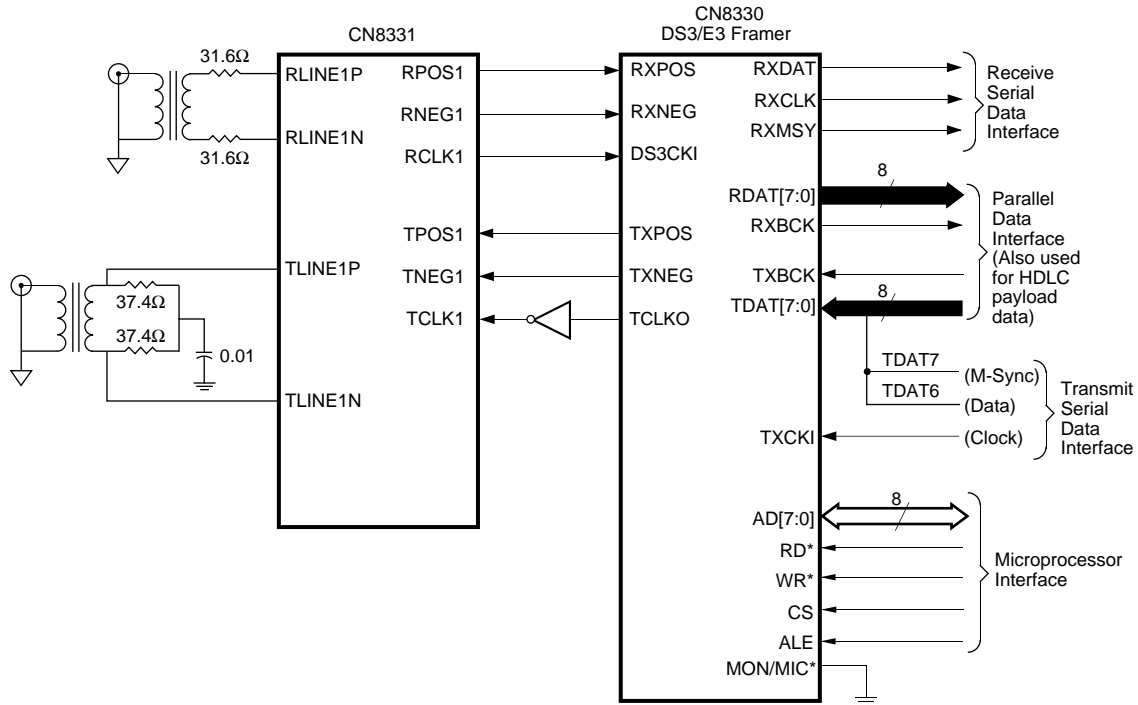 CN8331
CN8330
DS3/E3 Framer
31.6Ω
31.6Ω
RLINE1P
RLINE1N
TLINE1P
TLINE1N
37.4Ω
37.4Ω
0.01
RPOS1
RNEG1
RCLK1
TPOS1
TNEG1
TCLK1
RXPOS
RXNEG
DS3CKI
TXPOS
TXNEG
TCLKO
RXDAT
RXCLK
RXMSY
Receive
Serial
Data
Interface
RDAT[7:0]
8
RXBCK
TXBCK
TDAT[7:0]
8
Parallel
Data
Interface
(Also used
for HDLC
payload
data)
TDAT7
(M-Sync)
TDAT6
(Data)
TXCKI
(Clock)
Transmit
Serial
Data
Interface
AD[7:0]
8
RD*
WR*
CS
ALE
MON/MIC*
Microprocessor
Interface